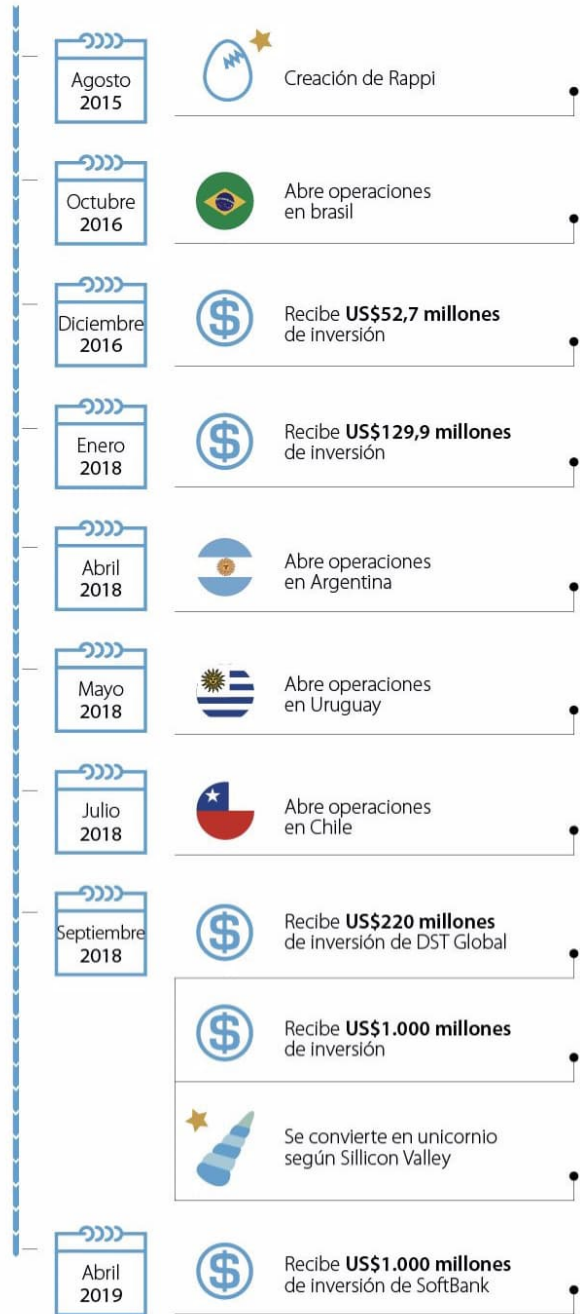 Agosto
2015
Creación de Rappi
Octubre
2016
Abre operaciones
en brasil
Diciembre
2016
$
Recibe US$52,7 millones
de inversión
Enero
2018
$
Recibe US$129,9 millones
de inversión
Abril
2018
Abre operaciones
en Argentina
Mayo
2018
Abre operaciones
en Uruguay
Julio
2018
Abre operaciones
en Chile
Septiembre
2018
$
Recibe US$220 millones
de inversión de DST Global
$
Recibe US$1.000 millones
de inversión
Se convierte en unicornio
según Sillicon Valley
Abril
2019
$
Recibe US$1.000 millones
de inversión de SoftBank